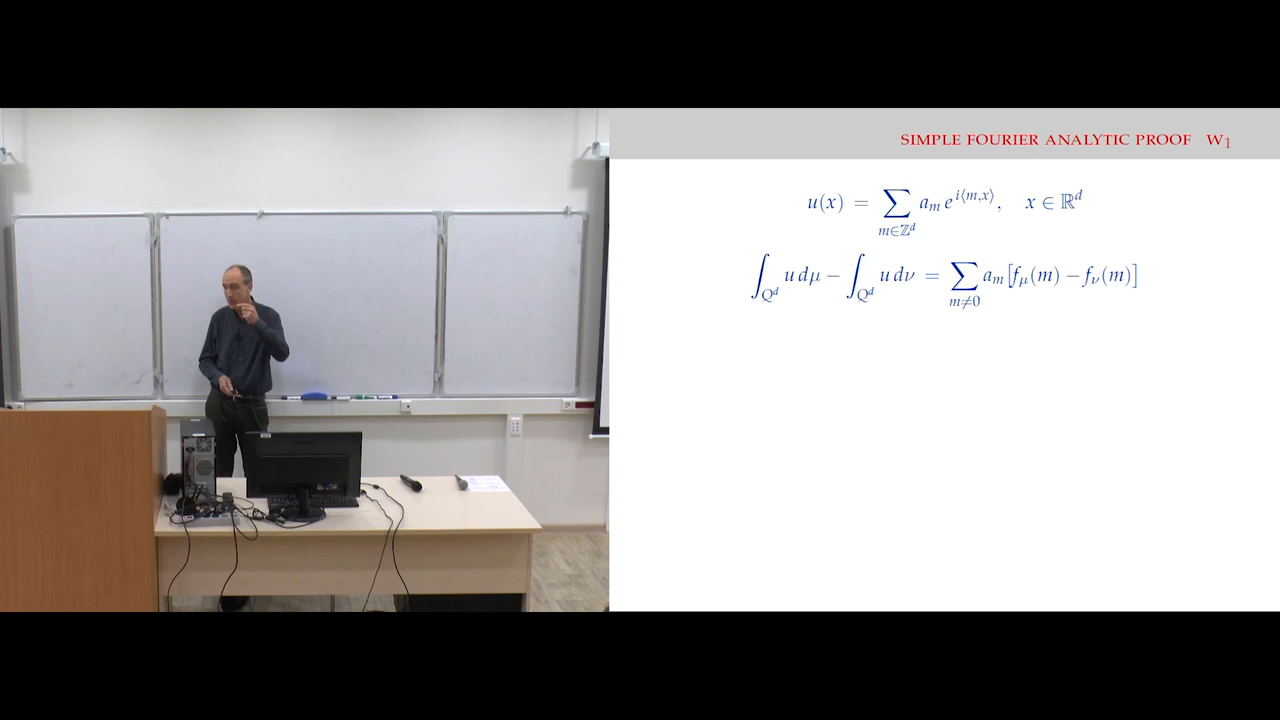 SIMPLE FOURIER ANALYTIC PROOF W₁
u(x) = ∑_{m∈ℤ^d} a_m e^{i⟨m,x⟩}, x ∈ ℝ^d
∫_{Q^d} u dμ − ∫_{Q^d} u dν = ∑_{m≠0} a_m [f_μ(m) − f_ν(m)]